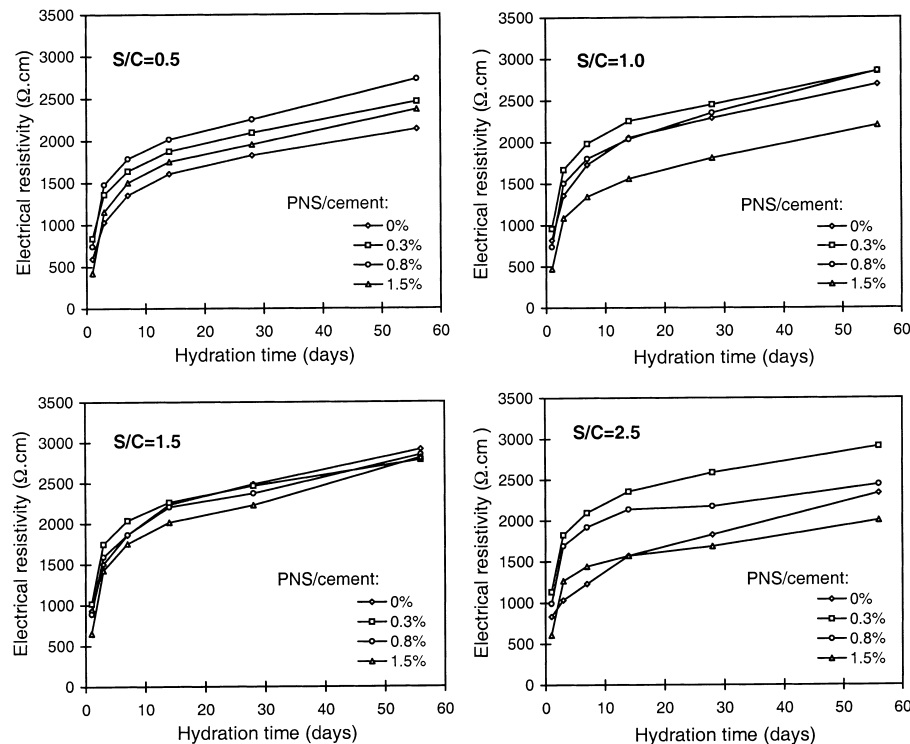 S/C=0.5
Electrical resistivity (Ω.cm)
3500
3000
2500
2000
1500
1000
500
0
PNS/cement:
0%
0.3%
0.8%
1.5%
0 10 20 30 40 50 60
Hydration time (days)
S/C=1.0
Electrical resistivity (Ω.cm )
3500
3000
2500
2000
1500
1000
500
0
PNS/cement:
0%
0.3%
0.8%
1.5%
0 10 20 30 40 50 60
Hydration time (days)
S/C=1.5
Electrical resistivity (Ω.cm)
3500
3000
2500
2000
1500
1000
500
0
PNS/cement:
0%
0.3%
0.8%
1.5%
0 10 20 30 40 50 60
Hydration time (days)
S/C=2.5
Electrical resistivity (Ω.cm )
3500
3000
2500
2000
1500
1000
500
0
PNS/cement:
0%
0.3%
0.8%
1.5%
0 10 20 30 40 50 60
Hydration time (days)